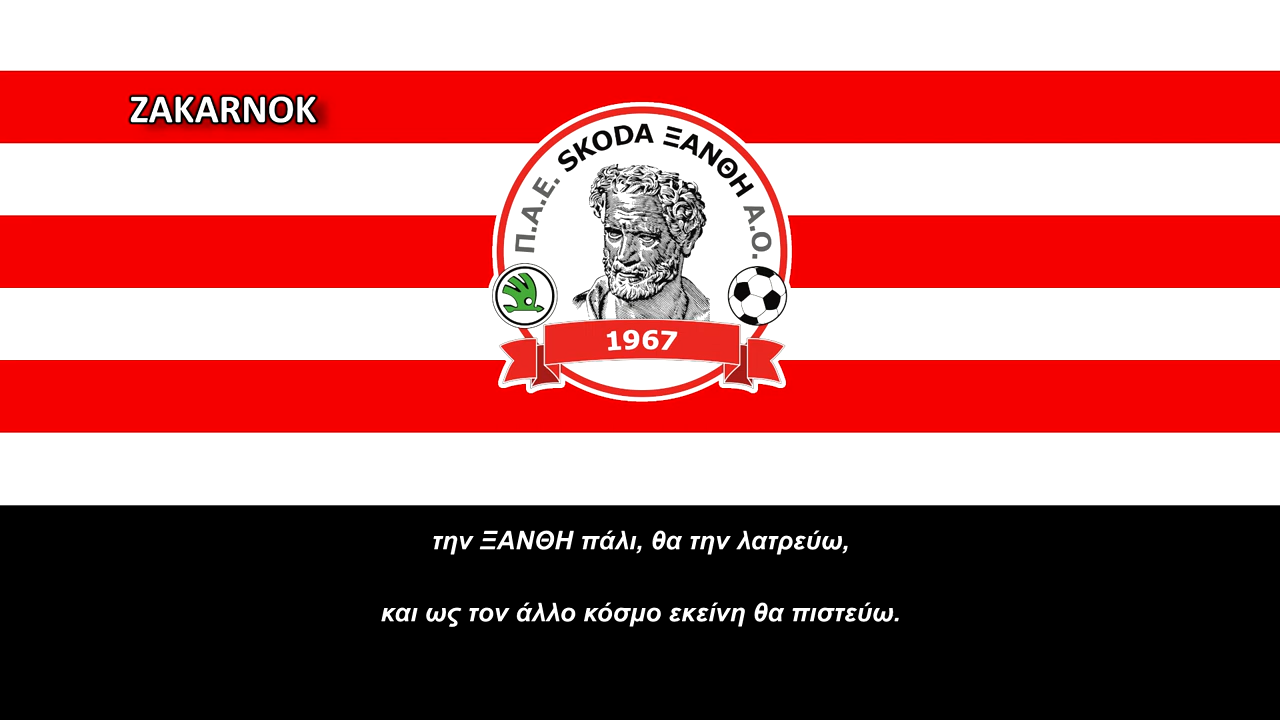 ZAKARNOK
Π.Α.Ε. SKODA ΞΑΝΘΗ Α.Ο.
1967
την ΞΑΝΘΗ πάλι, θα την λατρεύω,
και ως τον άλλο κόσμο εκείνη θα πιστεύω.